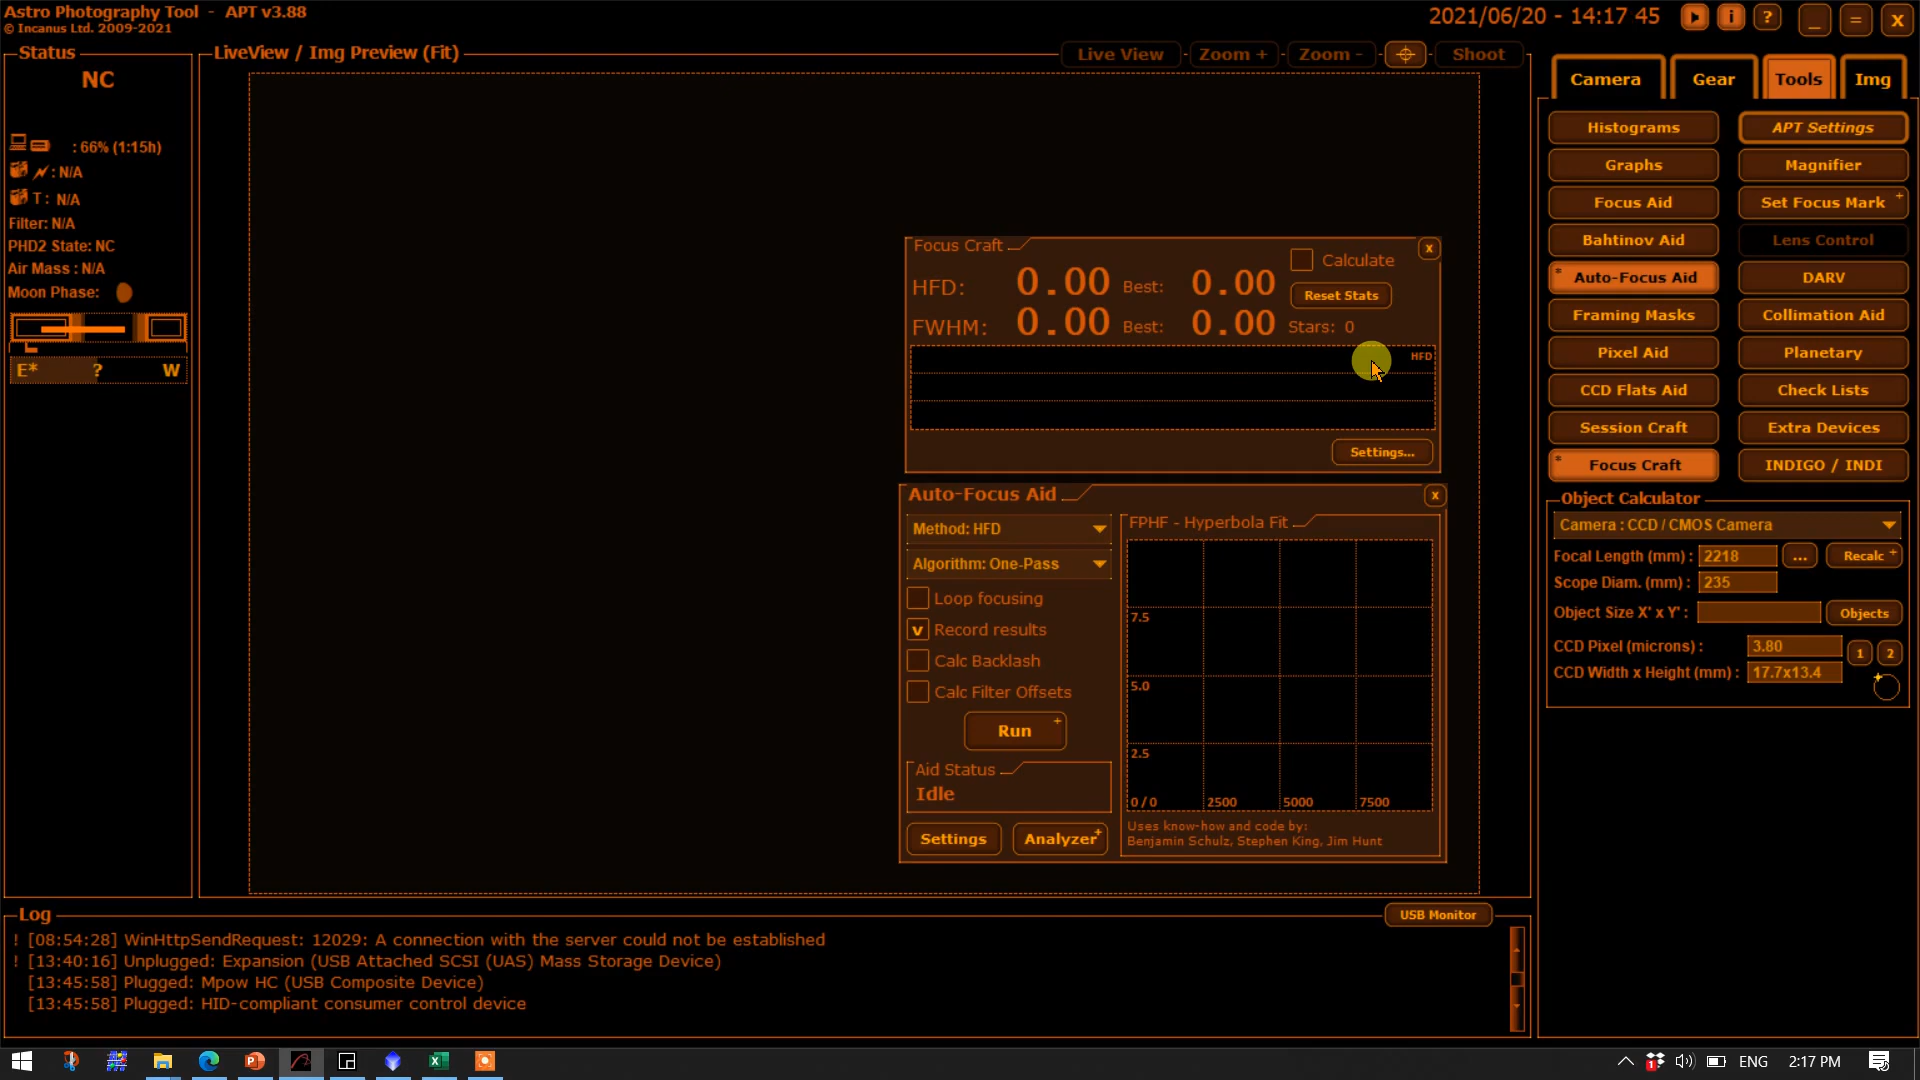 Astro Photography Tool - APT v3.88
© Incanus Ltd. 2009-2021
2021/06/20 - 14:17 45
i
?
_
=
X
Status
NC
: 66% (1:15h)
: N/A
T : N/A
Filter: N/A
PHD2 State: NC
Air Mass : N/A
Moon Phase:
E* ? W
LiveView / Img Preview (Fit)
Live View
Zoom +
Zoom -
Shoot
Camera
Gear
Tools
Img
Histograms
APT Settings
Graphs
Magnifier
Focus Aid
Set Focus Mark +
Bahtinov Aid
Lens Control
* Auto-Focus Aid
DARV
Framing Masks
Collimation Aid
Pixel Aid
Planetary
CCD Flats Aid
Check Lists
Session Craft
Extra Devices
* Focus Craft
INDIGO / INDI
Object Calculator
Camera : CCD / CMOS Camera
Focal Length (mm) : 2218 ... Recalc +
Scope Diam. (mm) : 235
Object Size X' x Y' : Objects
CCD Pixel (microns) : 3.80 1 2
CCD Width x Height (mm) : 17.7x13.4
Focus Craft
x
HFD: 0.00 Best: 0.00
Calculate
Reset Stats
FWHM: 0.00 Best: 0.00 Stars: 0
HFD
Settings...
Auto-Focus Aid
x
Method: HFD
Algorithm: One-Pass
Loop focusing
v Record results
Calc Backlash
Calc Filter Offsets
Run +
Aid Status
Idle
Settings
Analyzer +
FPHF - Hyperbola Fit
7.5
5.0
2.5
0 / 0 2500 5000 7500
Uses know-how and code by:
Benjamin Schulz, Stephen King, Jim Hunt
Log
USB Monitor
! [08:54:28] WinHttpSendRequest: 12029: A connection with the server could not be established
! [13:40:16] Unplugged: Expansion (USB Attached SCSI (UAS) Mass Storage Device)
[13:45:58] Plugged: Mpow HC (USB Composite Device)
[13:45:58] Plugged: HID-compliant consumer control device
ENG
2:17 PM